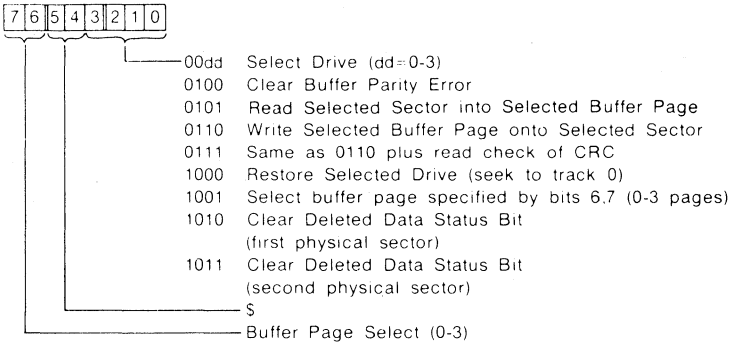 7 6 5 4 3 2 1 0
00dd Select Drive (dd=0-3)
0100 Clear Buffer Parity Error
0101 Read Selected Sector into Selected Buffer Page
0110 Write Selected Buffer Page onto Selected Sector
0111 Same as 0110 plus read check of CRC
1000 Restore Selected Drive (seek to track 0)
1001 Select buffer page specified by bits 6,7 (0-3 pages)
1010 Clear Deleted Data Status Bit
(first physical sector)
1011 Clear Deleted Data Status Bit
(second physical sector)
$
Buffer Page Select (0-3)